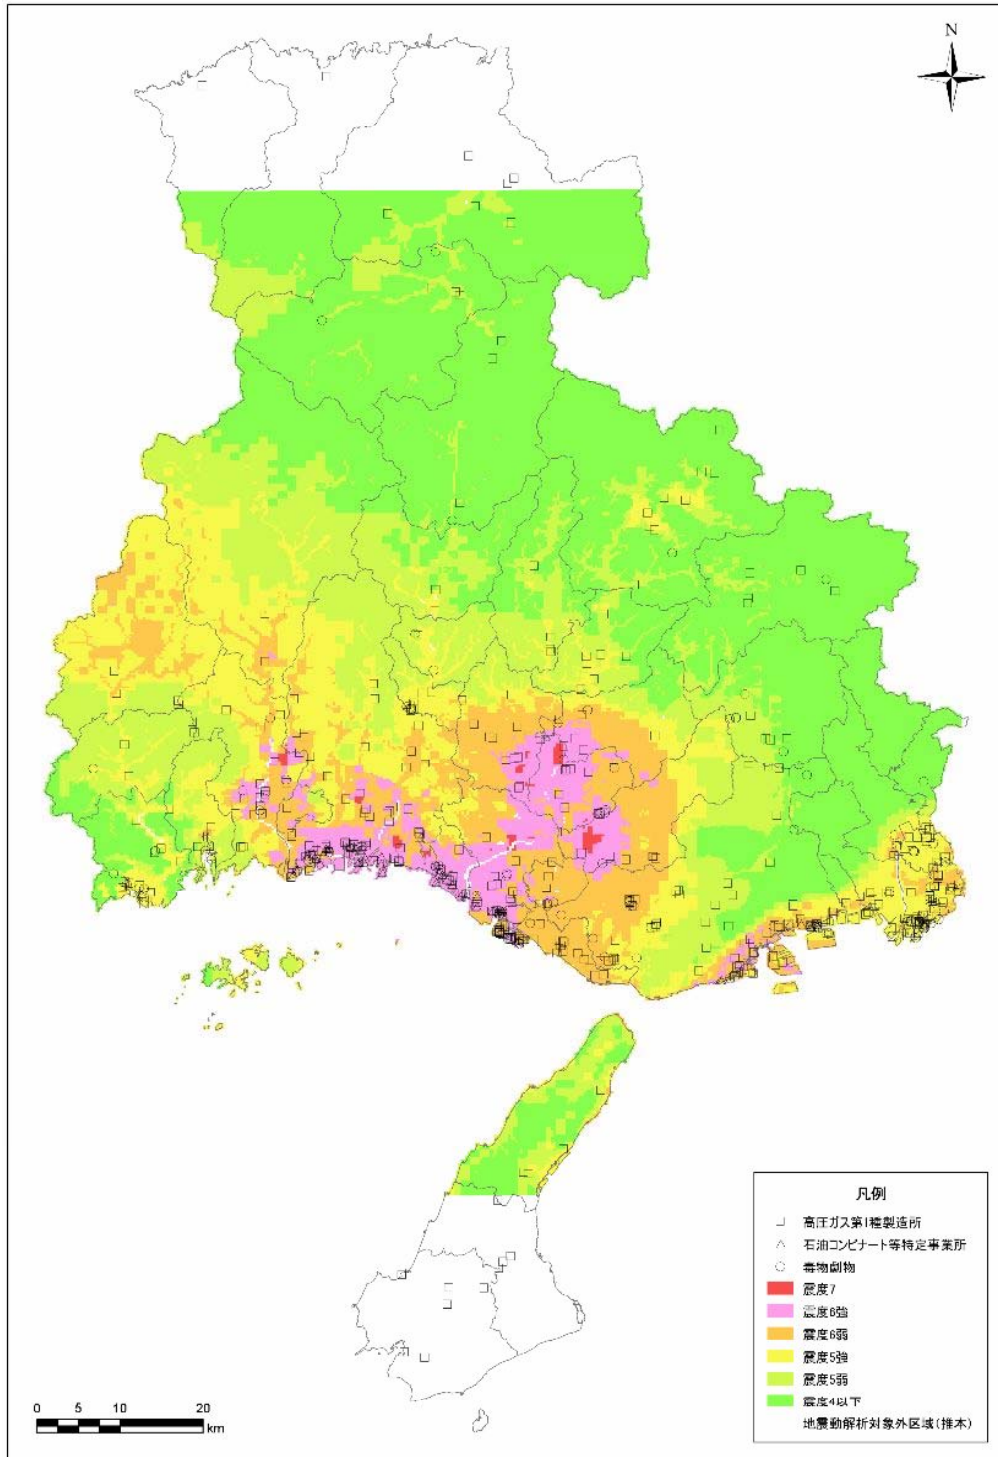 N
凡例
高圧ガス第1種製造所
石油コンビナート等特定事業所
毒物劇物
震度7
震度6強
震度6弱
震度5強
震度5弱
震度4以下
地震動解析対象外区域(推本)
0 5 10 20
km